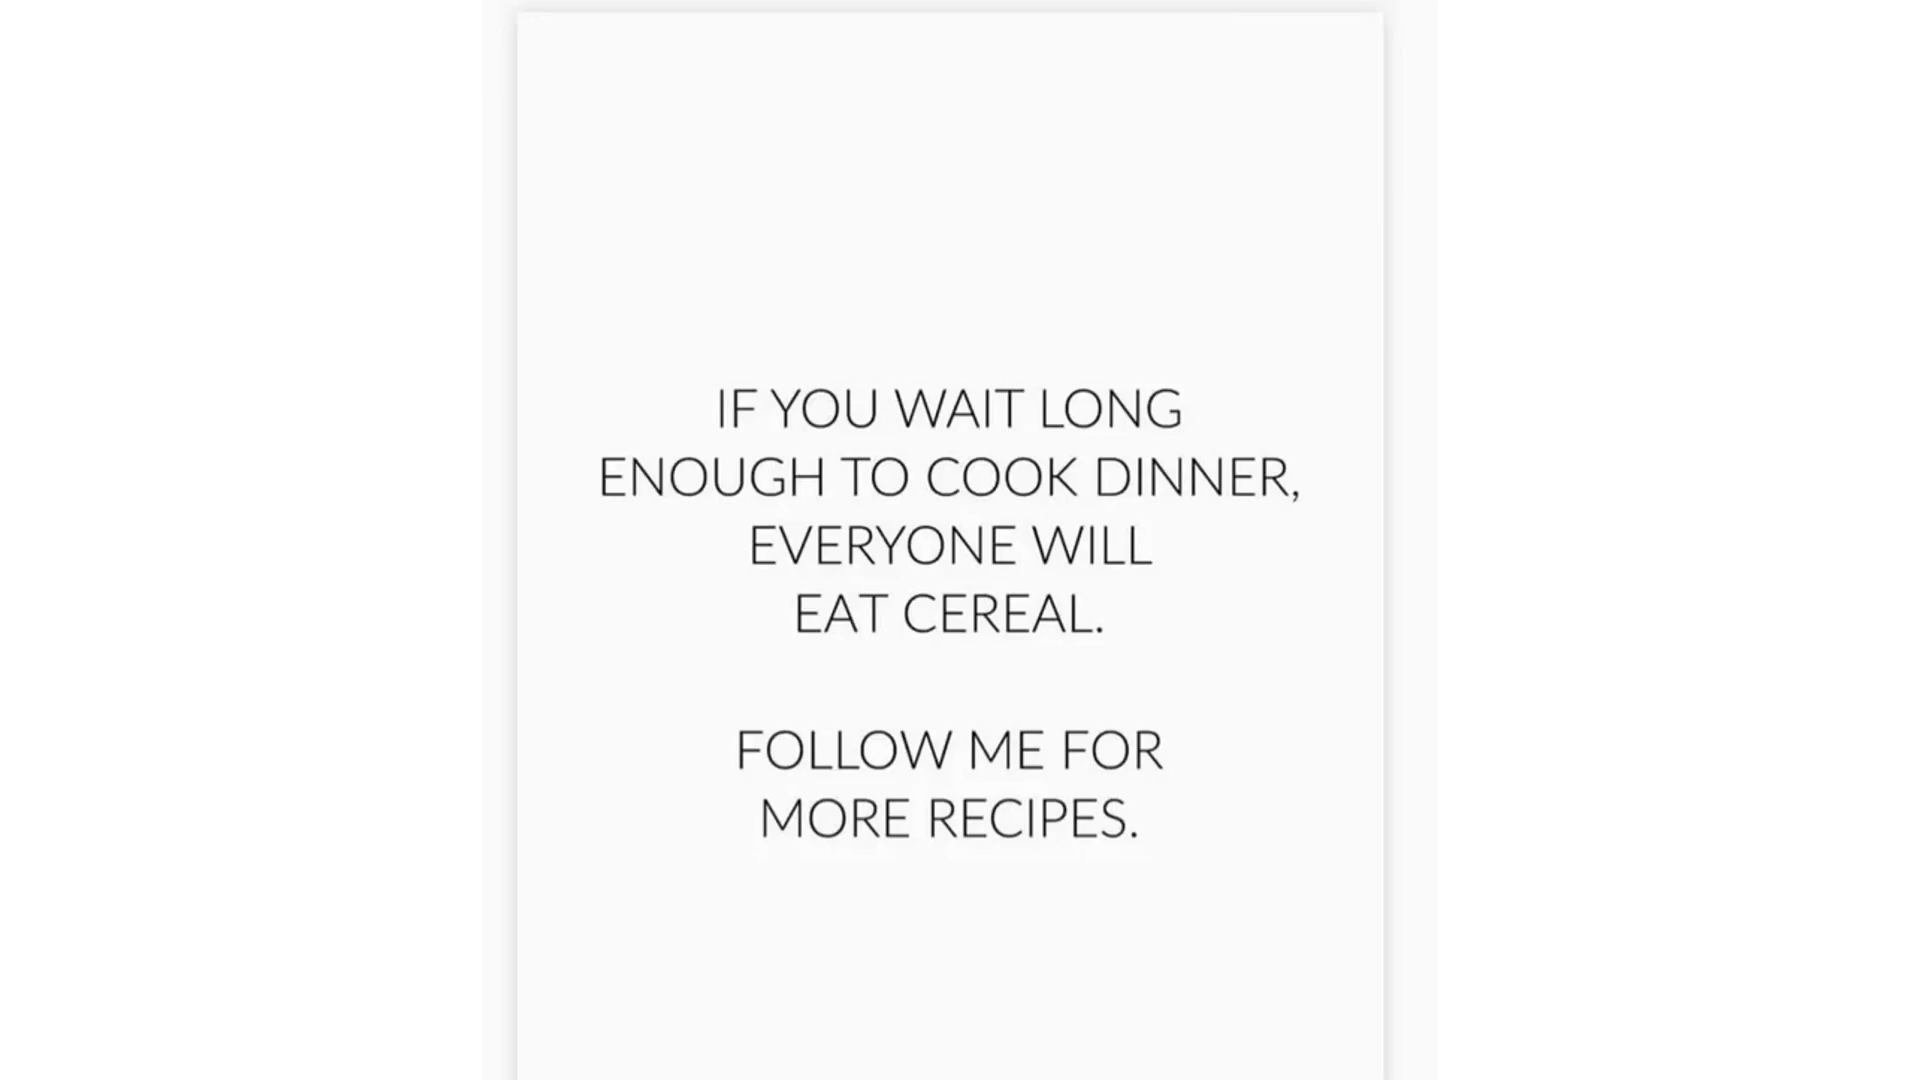 IF YOU WAIT LONG
ENOUGH TO COOK DINNER,
EVERYONE WILL
EAT CEREAL.
FOLLOW ME FOR
MORE RECIPES.